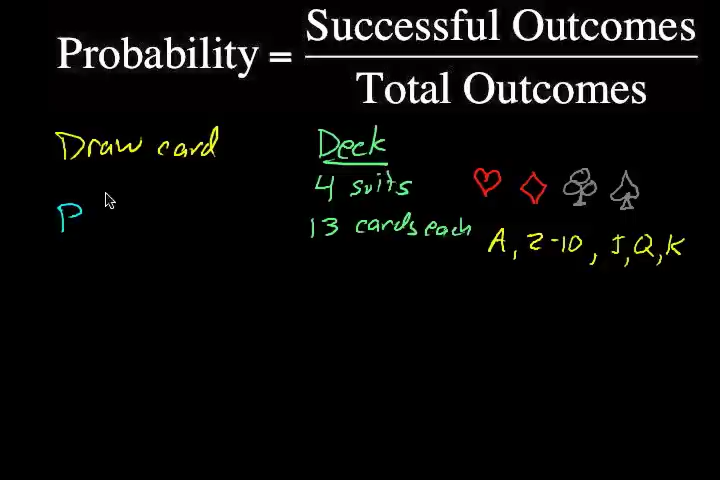 Probability = Successful Outcomes
Total Outcomes
Draw card
Deck
4 suits
13 cards each
A, 2-10, J, Q, K
P